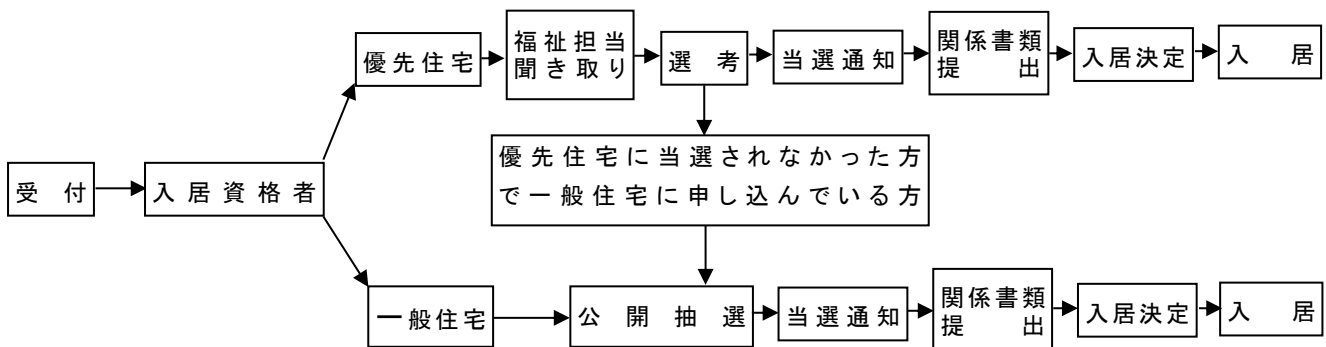 優先住宅
福祉担当
聞き取り
選考
当選通知
関係書類
提出
入居決定
入居
優先住宅に当選されなかった方
で一般住宅に申し込んでいる方
受付
入居資格者
一般住宅
公開抽選
当選通知
関係書類
提出
入居決定
入居